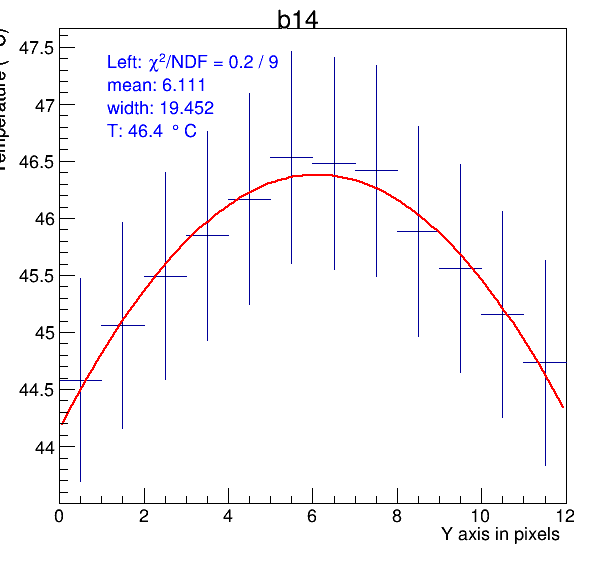 b14
Temperature (°C)
47.5
47
46.5
46
45.5
45
44.5
44
Left: χ²/NDF = 0.2 / 9
mean: 6.111
width: 19.452
T: 46.4 °C
0 2 4 6 8 10 12
Y axis in pixels